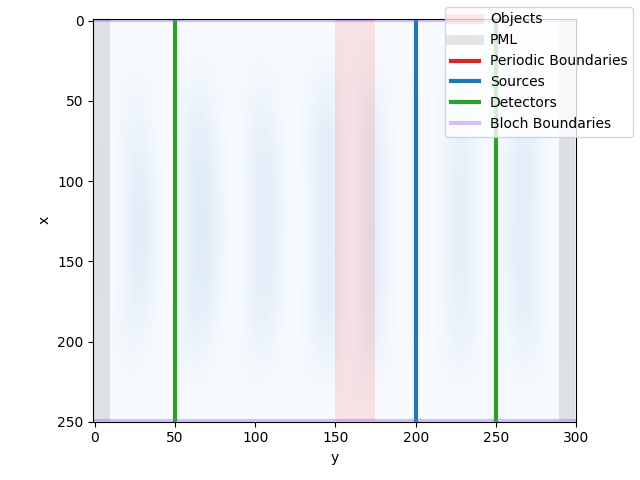 Objects
PML
Periodic Boundaries
Sources
Detectors
Bloch Boundaries
0
50
100
150
200
250
x
0
50
100
150
200
250
300
y